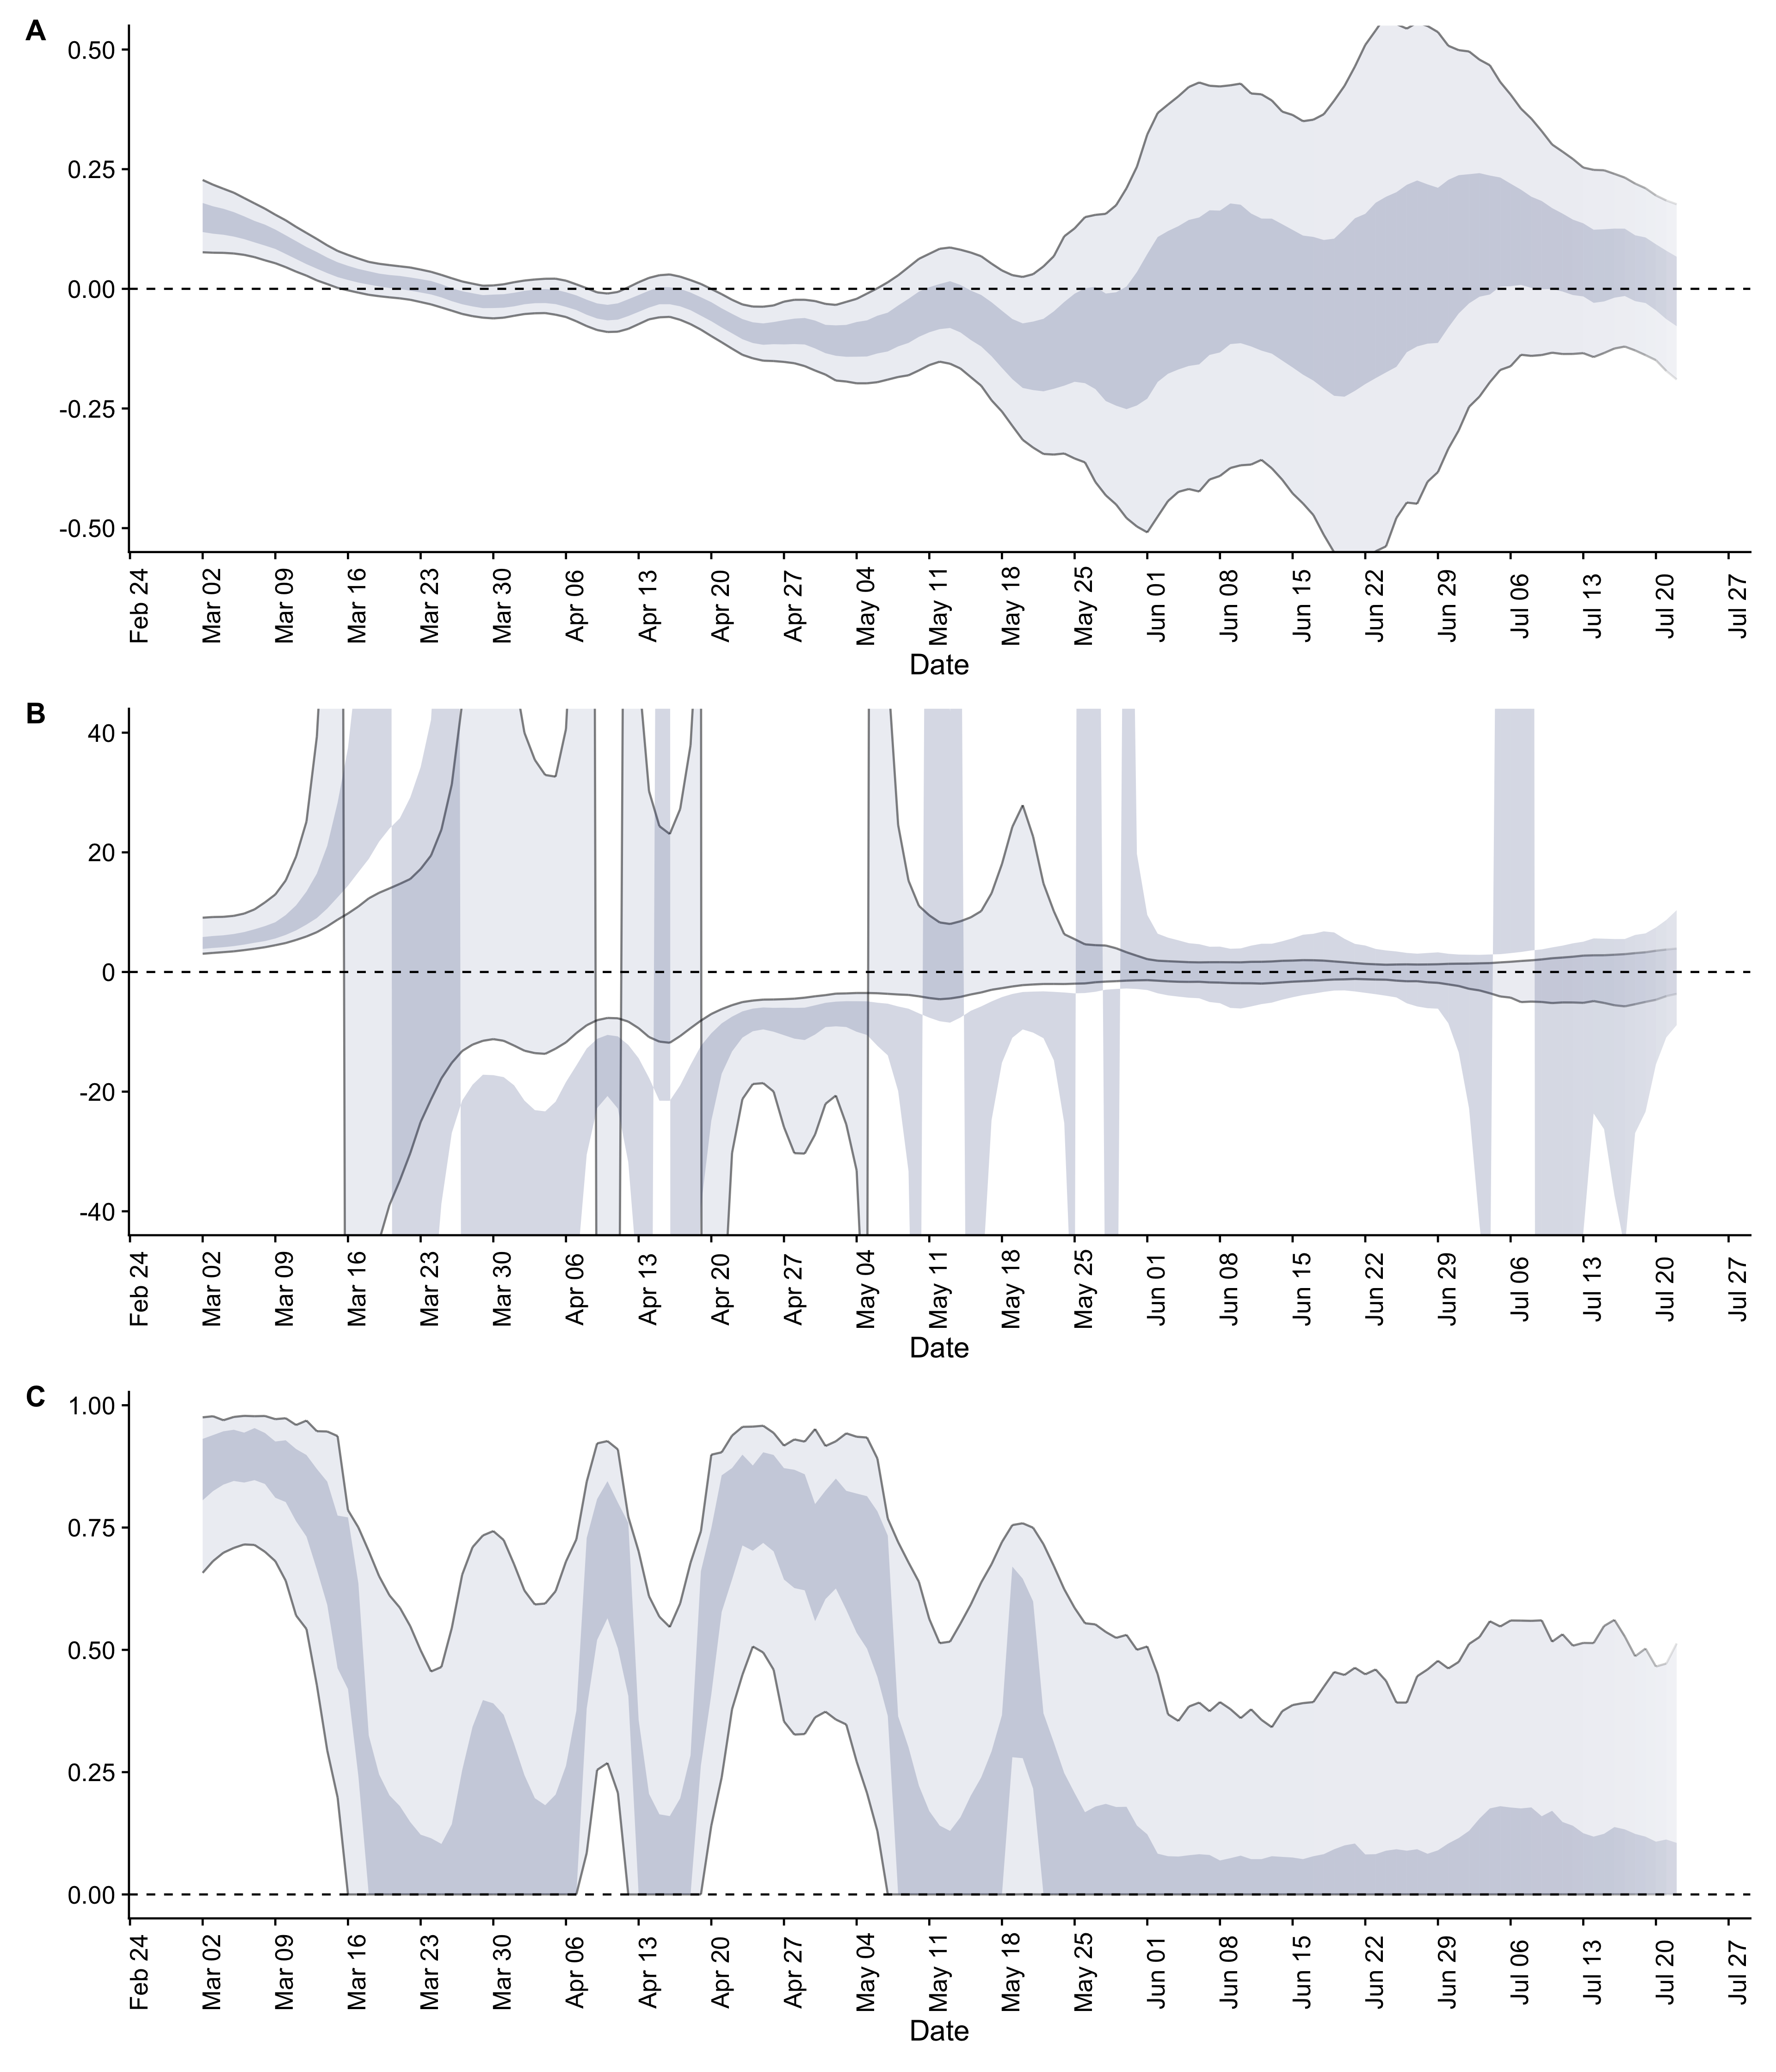 A
0.50
0.25
0.00
-0.25
-0.50
Feb 24
Mar 02
Mar 09
Mar 16
Mar 23
Mar 30
Apr 06
Apr 13
Apr 20
Apr 27
May 04
May 11
May 18
May 25
Jun 01
Jun 08
Jun 15
Jun 22
Jun 29
Jul 06
Jul 13
Jul 20
Jul 27
Date
B
40
20
0
-20
-40
Feb 24
Mar 02
Mar 09
Mar 16
Mar 23
Mar 30
Apr 06
Apr 13
Apr 20
Apr 27
May 04
May 11
May 18
May 25
Jun 01
Jun 08
Jun 15
Jun 22
Jun 29
Jul 06
Jul 13
Jul 20
Jul 27
Date
C
1.00
0.75
0.50
0.25
0.00
Feb 24
Mar 02
Mar 09
Mar 16
Mar 23
Mar 30
Apr 06
Apr 13
Apr 20
Apr 27
May 04
May 11
May 18
May 25
Jun 01
Jun 08
Jun 15
Jun 22
Jun 29
Jul 06
Jul 13
Jul 20
Jul 27
Date